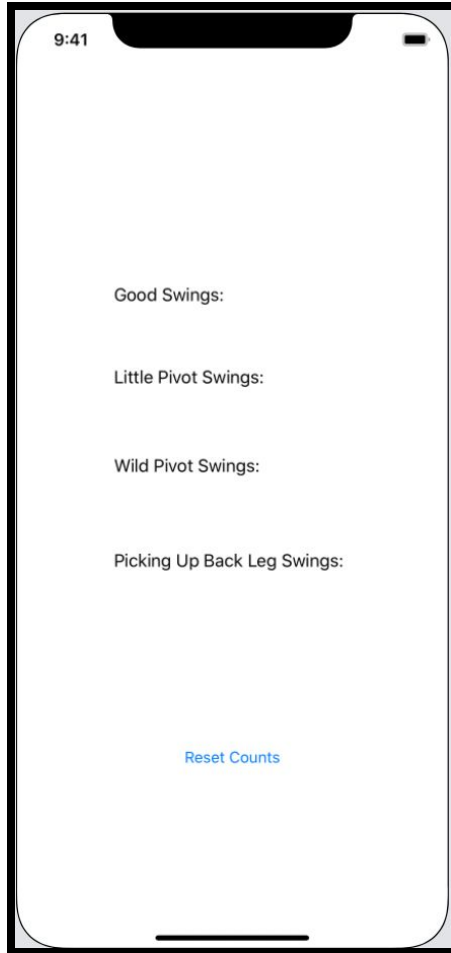 9:41
Good Swings:
Little Pivot Swings:
Wild Pivot Swings:
Picking Up Back Leg Swings:
Reset Counts